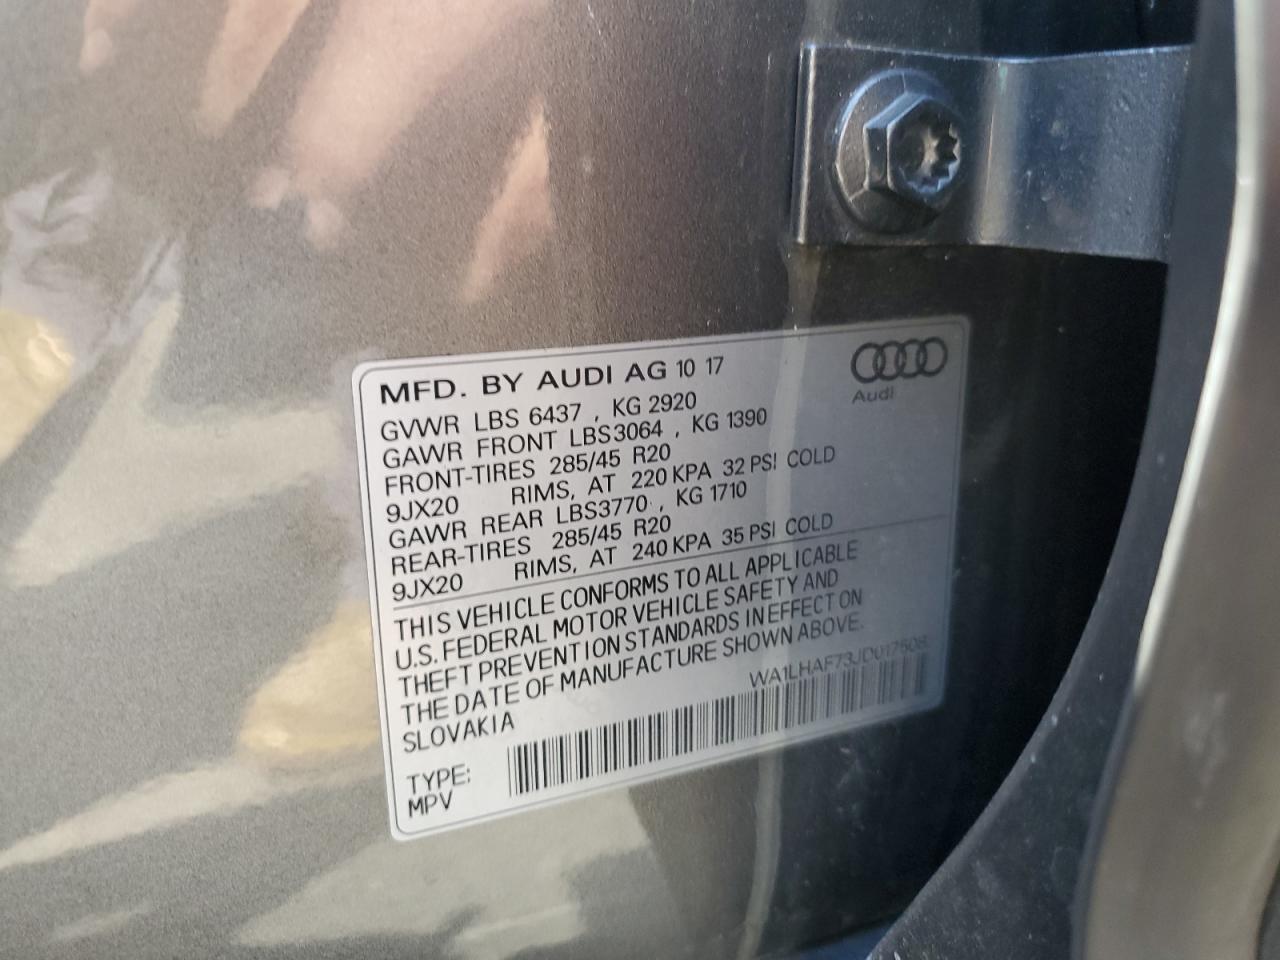 MFD. BY AUDI AG 10 17
Audi
GVWR LBS 6437 , KG 2920
GAWR FRONT LBS3064 , KG 1390
FRONT-TIRES 285/45 R20
9JX20 RIMS, AT 220 KPA 32 PSI COLD
GAWR REAR LBS3770 , KG 1710
REAR-TIRES 285/45 R20
9JX20 RIMS, AT 240 KPA 35 PSI COLD
THIS VEHICLE CONFORMS TO ALL APPLICABLE
U.S. FEDERAL MOTOR VEHICLE SAFETY AND
THEFT PREVENTION STANDARDS IN EFFECT ON
THE DATE OF MANUFACTURE SHOWN ABOVE.
SLOVAKIA
WA1LHAF73JD017508
TYPE:
MPV